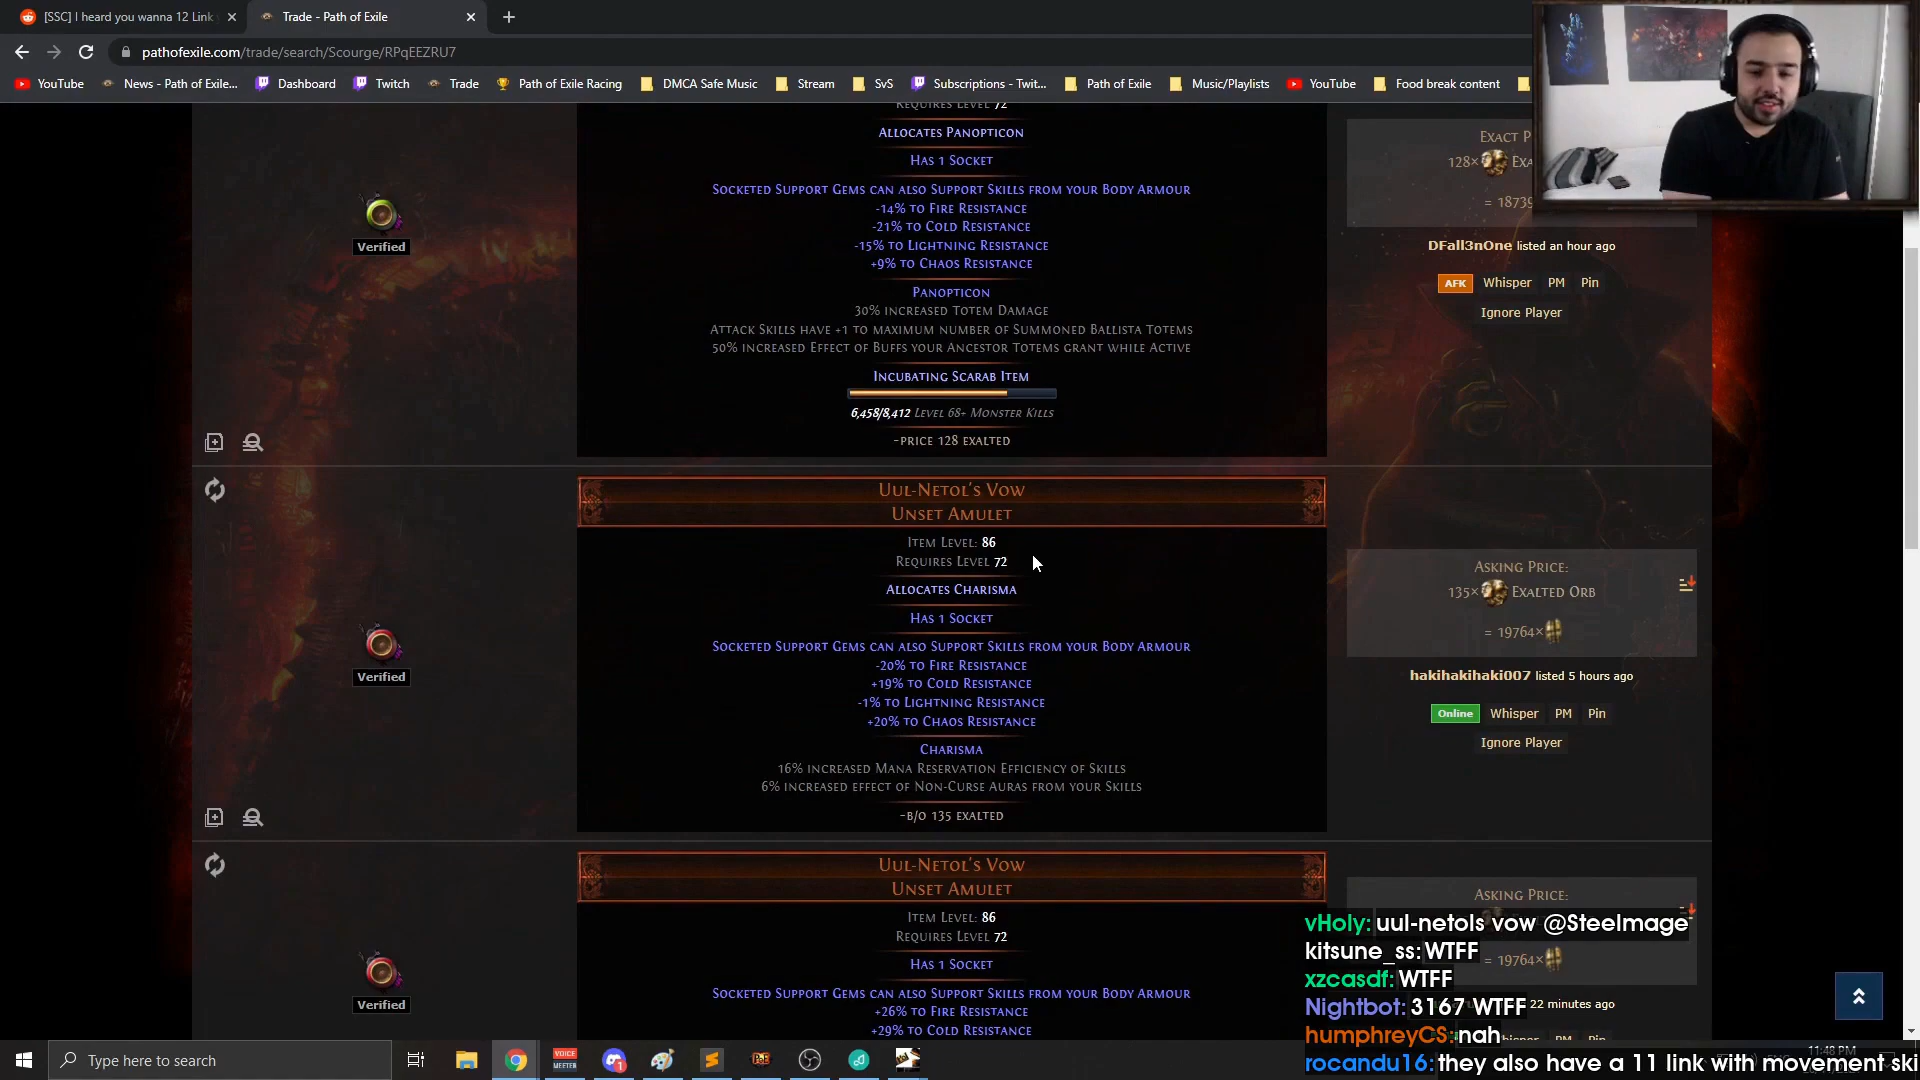 [SSC] I heard you wanna 12 Link
Trade - Path of Exile
pathofexile.com/trade/search/Scourge/RPqEEZRU7
YouTube
News - Path of Exile...
Dashboard
Twitch
Trade
Path of Exile Racing
DMCA Safe Music
Stream
SvS
Subscriptions - Twit...
Path of Exile
Music/Playlists
YouTube
Food break content
Requires Level 72
Allocates Panopticon
Has 1 Socket
Socketed Support Gems can also Support Skills from your Body Armour
-14% to Fire Resistance
-21% to Cold Resistance
-15% to Lightning Resistance
+9% to Chaos Resistance
Panopticon
30% increased Totem Damage
Attack Skills have +1 to maximum number of Summoned Ballista Totems
50% increased Effect of Buffs your Ancestor Totems grant while Active
Incubating Scarab Item
6,458/8,412 Level 68+ Monster Kills
~price 128 exalted
Verified
Exact P
128×
Exa
= 18739
DFall3nOne listed an hour ago
AFK
Whisper
PM
Pin
Ignore Player
Uul-Netol's Vow
Unset Amulet
Item Level: 86
Requires Level 72
Allocates Charisma
Has 1 Socket
Socketed Support Gems can also Support Skills from your Body Armour
-20% to Fire Resistance
+19% to Cold Resistance
-1% to Lightning Resistance
+20% to Chaos Resistance
Charisma
16% increased Mana Reservation Efficiency of Skills
6% increased effect of Non-Curse Auras from your Skills
~b/o 135 exalted
Verified
Asking Price:
135× Exalted Orb
= 19764×
hakihakihaki007 listed 5 hours ago
Online
Whisper
PM
Pin
Ignore Player
Uul-Netol's Vow
Unset Amulet
Item Level: 86
Requires Level 72
Has 1 Socket
Socketed Support Gems can also Support Skills from your Body Armour
+26% to Fire Resistance
+29% to Cold Resistance
Verified
Asking Price:
= 19764×
22 minutes ago
vHoly: uul-netols vow @SteeImage
kitsune_ss: WTFF
xzcasdf: WTFF
Nightbot: 3167 WTFF
humphreyCS: nah
rocandu16: they also have a 11 link with movement ski
Type here to search
VOICE
MEETER
11:48 PM